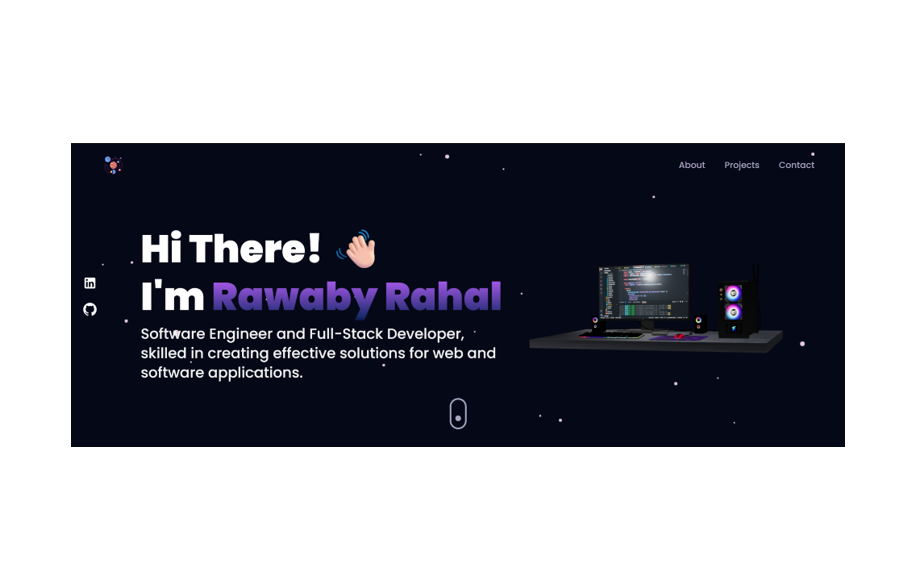 About Projects Contact
Hi There!
I'm Rawaby Rahal
Software Engineer and Full-Stack Developer,
skilled in creating effective solutions for web and
software applications.